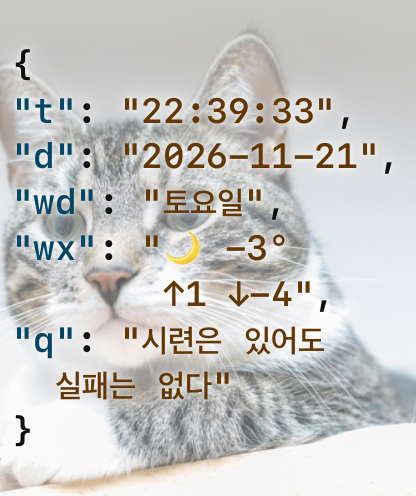 {
"t": "22:39:33",
"d": "2026-11-21",
"wd": "토요일",
"wx": "🌙 -3°
↑1 ↓-4",
"q": "시련은 있어도
실패는 없다"
}